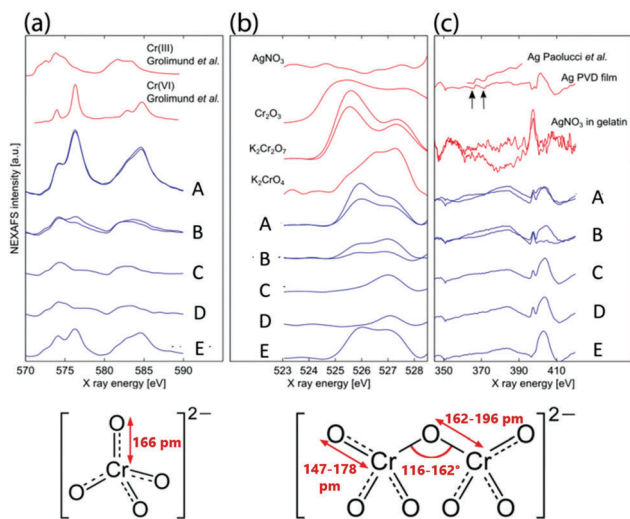 (a) (b) (c)
Cr(III)
Grolimund et al.
Cr(VI)
Grolimund et al.
A
B
C
D
E
NEXAFS intensity [a.u.]
570 575 580 585 590
X ray energy [eV]
AgNO3
Cr2O3
K2Cr2O7
K2CrO4
A
B
C
D
E
523 524 525 526 527 528
X Ray energy [eV]
Ag Paolucci et al.
Ag PVD film
AgNO3 in gelatin
A
B
C
D
E
350 370 390 410
X Ray energy [eV]
2−
O
166 pm
Cr
O O
O
2−
162-196 pm
O O O
147-178
pm
Cr Cr
116-162°
O O O O